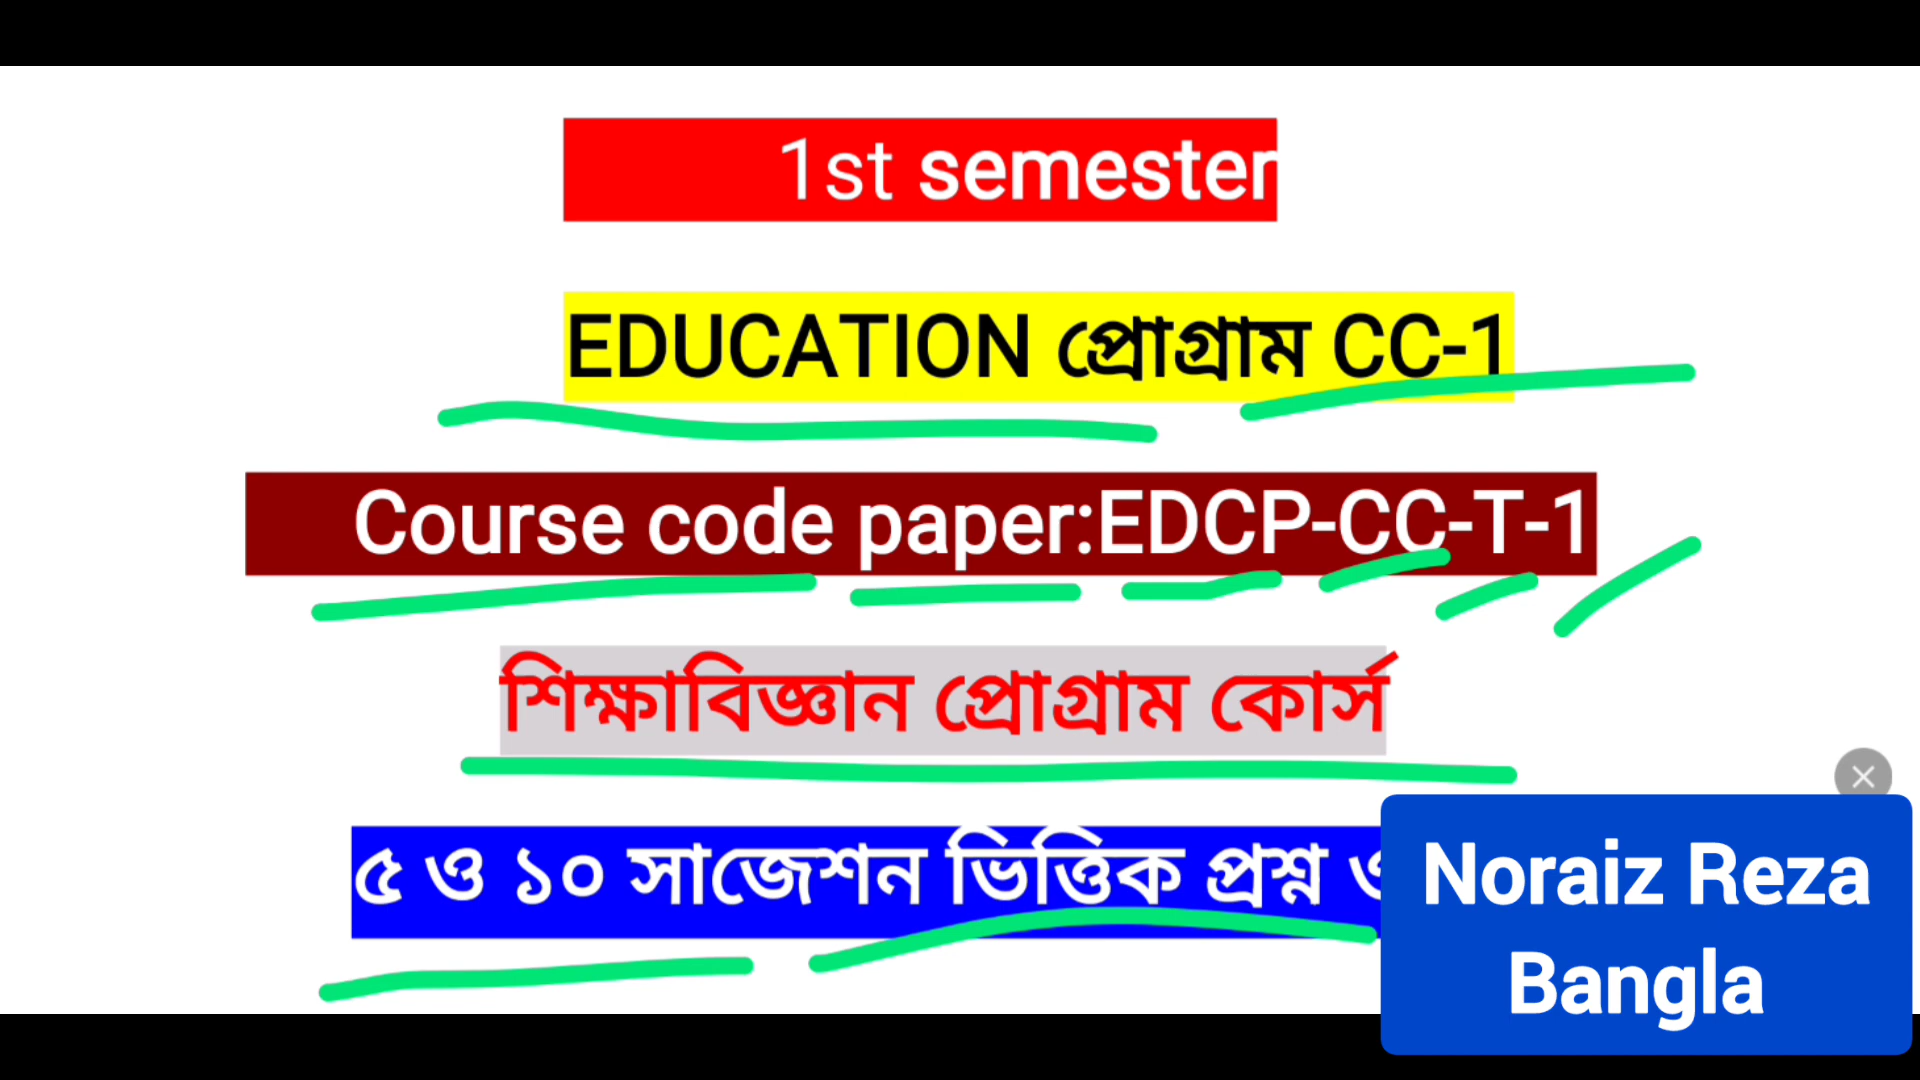 1st semester
EDUCATION প্রোগ্রাম CC-1
Course code paper:EDCP-CC-T-1
শিক্ষাবিজ্ঞান প্রোগ্রাম কোর্স
৫ ও ১০ সাজেশন ভিত্তিক প্রশ্ন
Noraiz Reza
Bangla